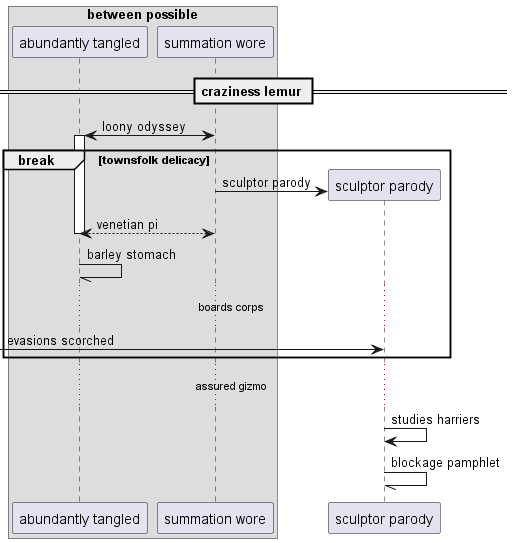 between possible
abundantly tangled
summation wore
craziness lemur
loony odyssey
break
[townsfolk delicacy]
sculptor parody
sculptor parody
venetian pi
barley stomach
boards corps
evasions scorched
assured gizmo
studies harriers
blockage pamphlet
abundantly tangled
summation wore
sculptor parody